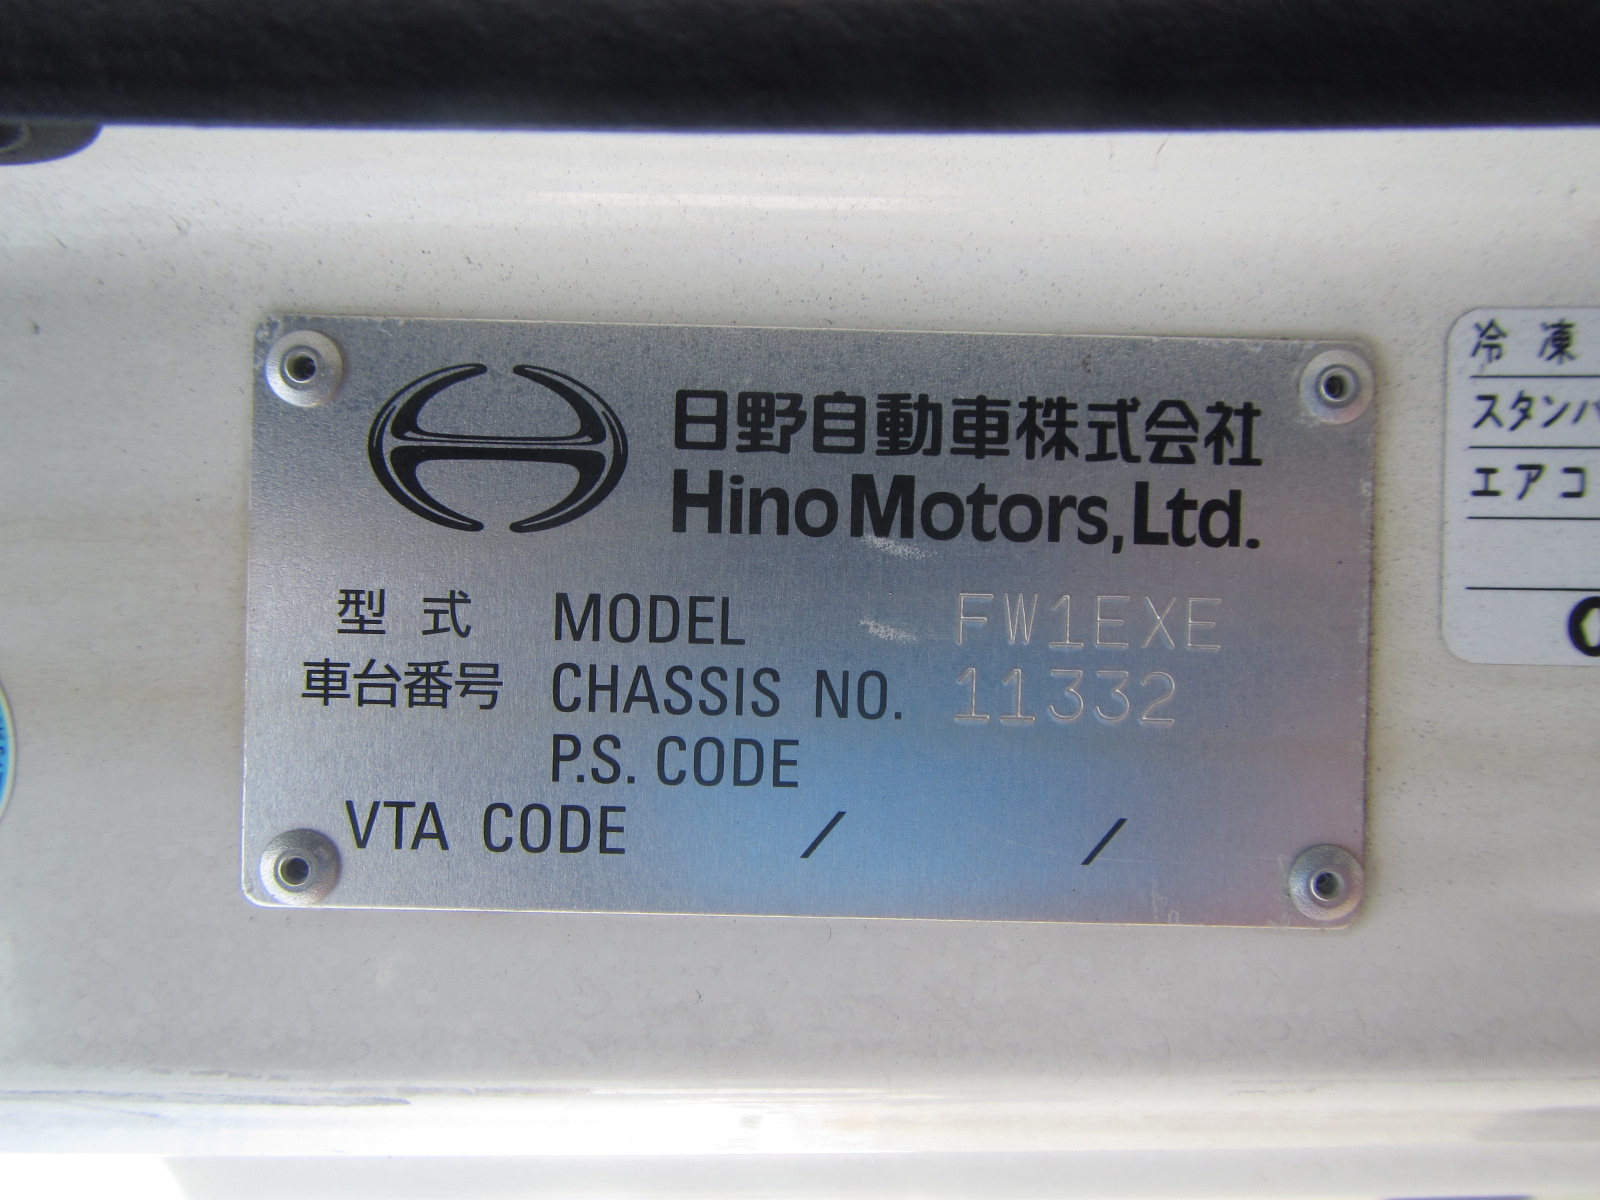 日野自動車株式会社
Hino Motors, Ltd.
型式 MODEL FW1EXE
車台番号 CHASSIS NO. 11332
P.S. CODE
VTA CODE / /
冷凍
スタンバ
エアコ